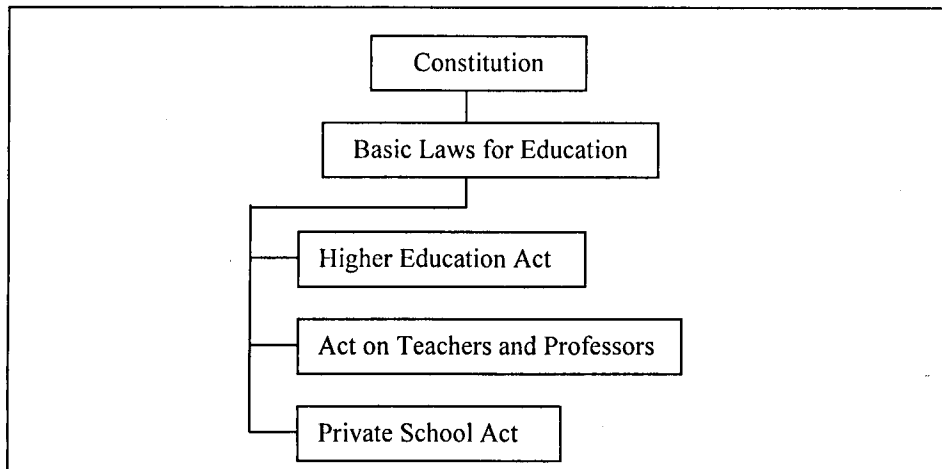 Constitution
Basic Laws for Education
Higher Education Act
Act on Teachers and Professors
Private School Act